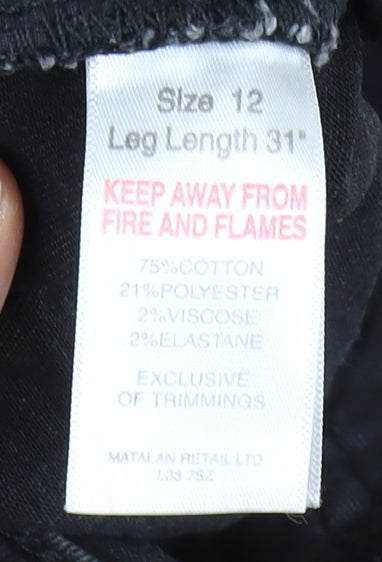 Size 12
Leg Length 31"
KEEP AWAY FROM
FIRE AND FLAMES
75%COTTON
21%POLYESTER
2%VISCOSE
2%ELASTANE
EXCLUSIVE
OF TRIMMINGS
MATALAN RETAIL LTD
L33 7SZ